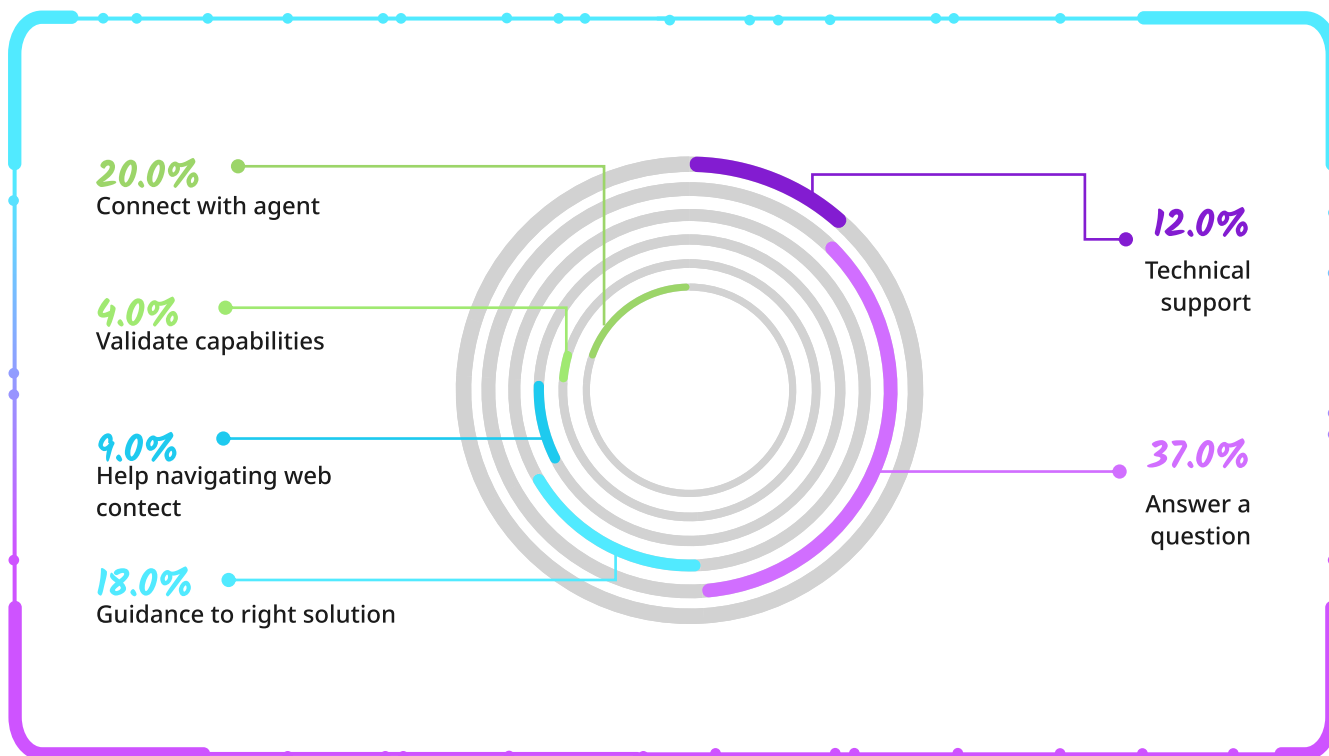 20.0%
Connect with agent
4.0%
Validate capabilities
9.0%
Help navigating web
contect
18.0%
Guidance to right solution
12.0%
Technical
support
37.0%
Answer a
question